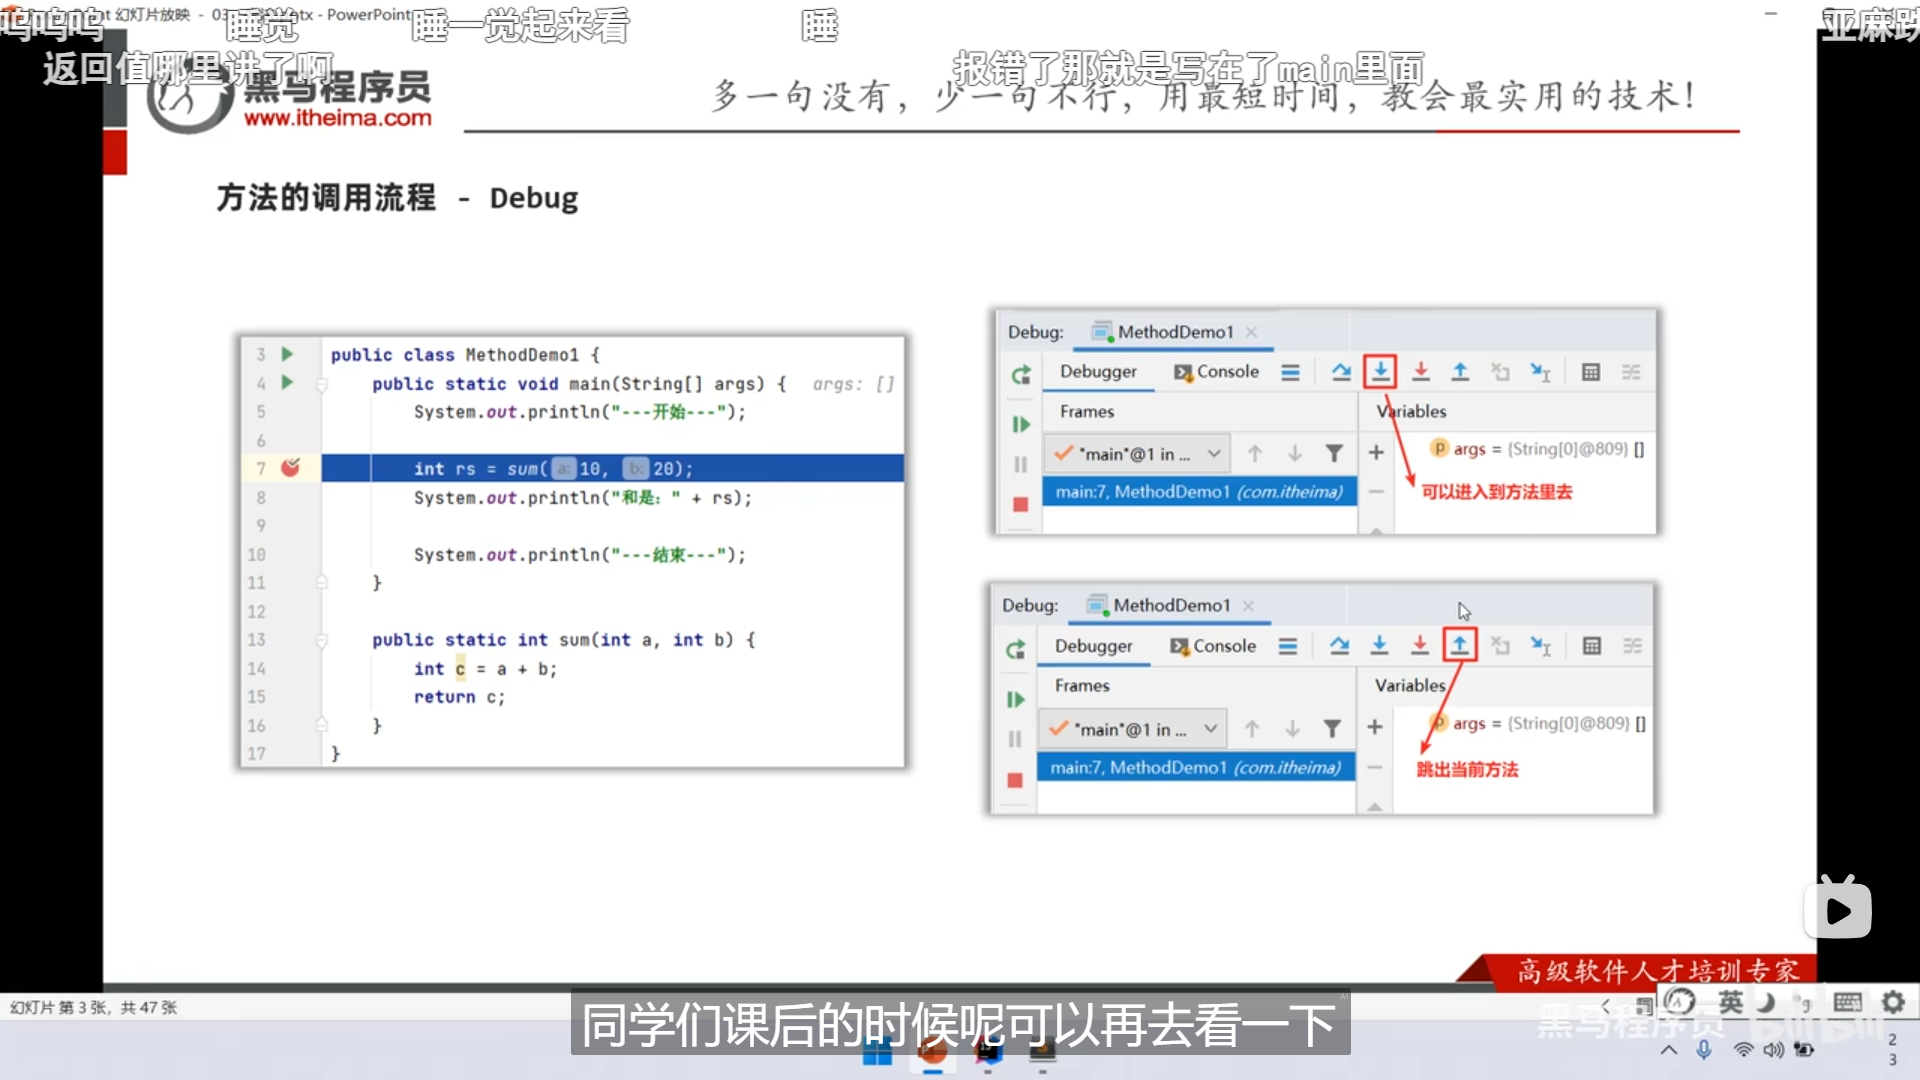 幻灯片放映 - 03
tx - PowerPoint
呜呜呜
睡觉
睡一觉起来看
睡
亚麻跌
返回值哪里讲了啊
报错了那就是写在了main里面
黑马程序员
www.itheima.com
多一句没有，少一句不行，用最短时间，教会最实用的技术！
方法的调用流程 - Debug
3 public class MethodDemo1 {
4 public static void main(String[] args) { args: []
5 System.out.println("---开始---");
6
7 int rs = sum( a: 10, b: 20);
8 System.out.println("和是：" + rs);
9
10 System.out.println("---结束---");
11 }
12
13 public static int sum(int a, int b) {
14 int c = a + b;
15 return c;
16 }
17 }
Debug: MethodDemo1
Debugger Console
Frames Variables
"main"@1 in ... args = {String[0]@809} []
main:7, MethodDemo1 (com.itheima) 可以进入到方法里去
Debug: MethodDemo1
Debugger Console
Frames Variables
"main"@1 in ... args = {String[0]@809} []
main:7, MethodDemo1 (com.itheima) 跳出当前方法
高级软件人才培训专家
幻灯片 第 3 张，共 47 张
英
黑马程序员 bilibili
同学们课后的时候呢可以再去看一下
AI
2
3